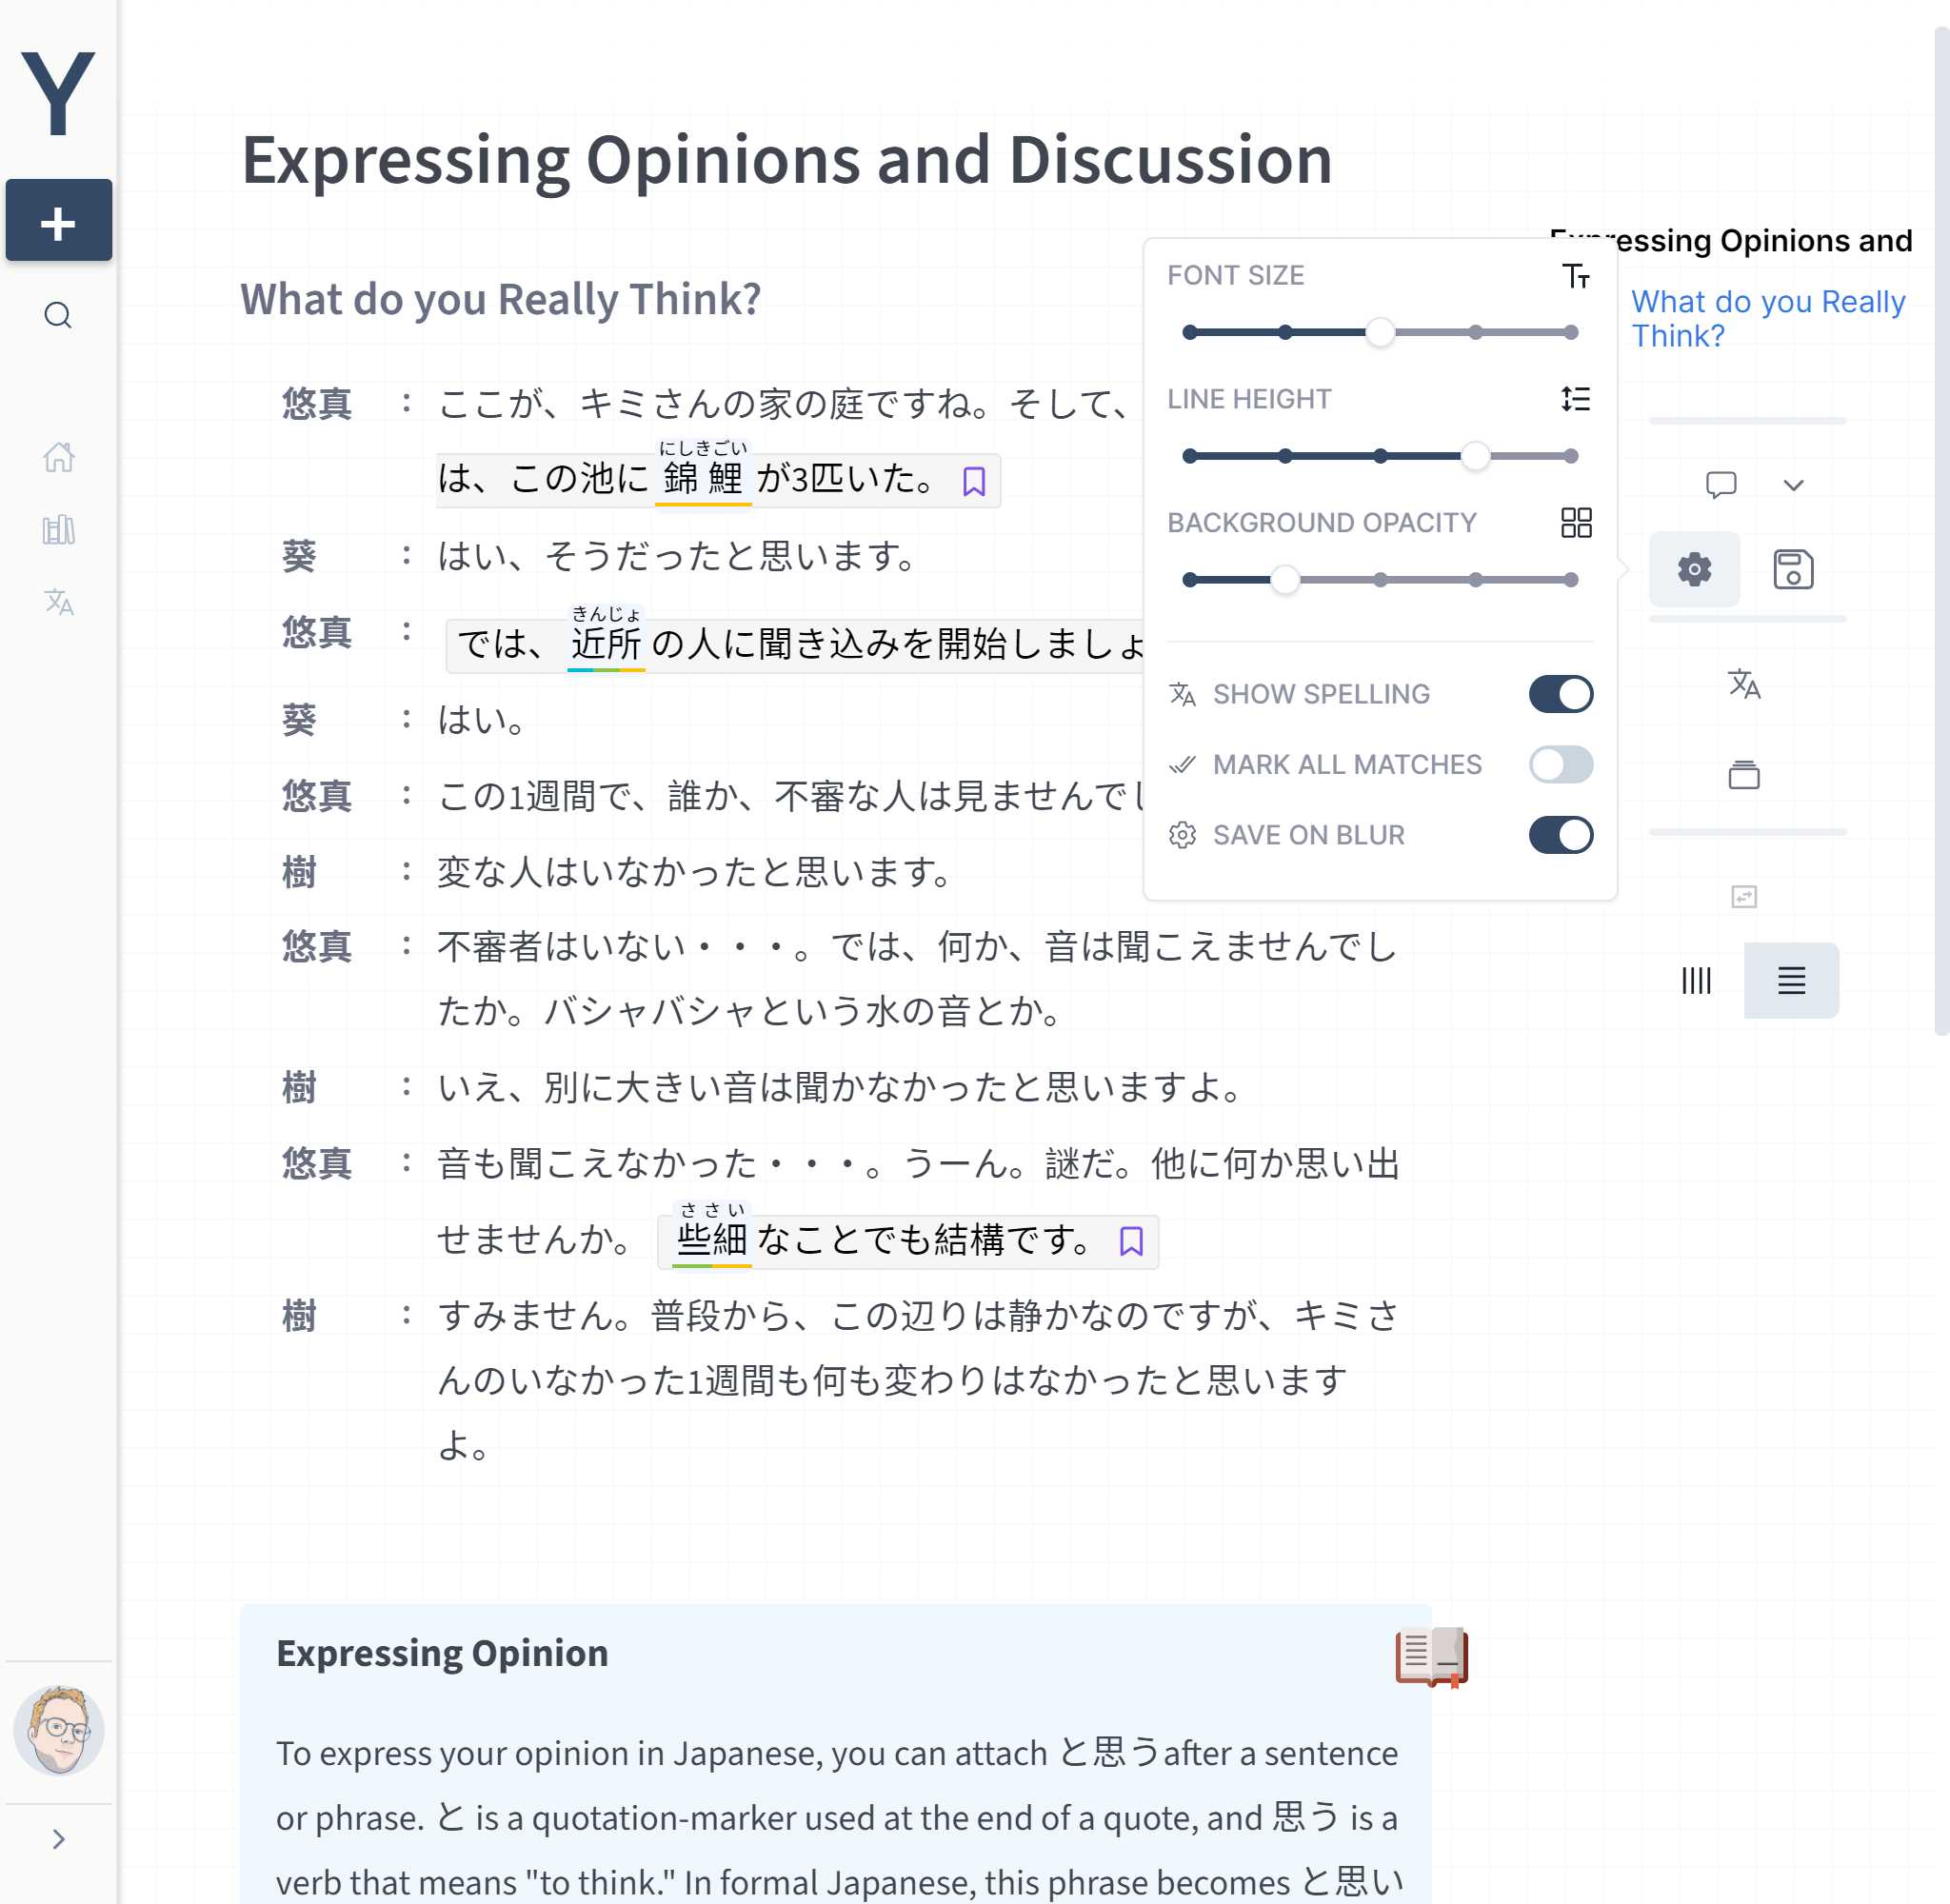 Y
Expressing Opinions and Discussion
What do you Really Think?
悠真 : ここが、キミさんの家の庭ですね。そして、
にしきごい
は、この池に錦鯉が3匹いた。
葵 : はい、そうだったと思います。
きんじょ
悠真 : では、近所の人に聞き込みを開始しましょ
葵 : はい。
悠真 : この1週間で、誰か、不審な人は見ませんでし
樹 : 変な人はいなかったと思います。
悠真 : 不審者はいない・・・。では、何か、音は聞こえませんでし
たか。バシャバシャという水の音とか。
樹 : いえ、別に大きい音は聞かなかったと思いますよ。
悠真 : 音も聞こえなかった・・・。うーん。謎だ。他に何か思い出
ささい
せませんか。些細なことでも結構です。
樹 : すみません。普段から、この辺りは静かなのですが、キミさ
んのいなかった1週間も何も変わりはなかったと思います
よ。
Expressing Opinion
To express your opinion in Japanese, you can attach と思うafter a sentence
or phrase. と is a quotation-marker used at the end of a quote, and 思う is a
verb that means "to think." In formal Japanese, this phrase becomes と思い
FONT SIZE
LINE HEIGHT
BACKGROUND OPACITY
SHOW SPELLING
MARK ALL MATCHES
SAVE ON BLUR
Expressing Opinions and
What do you Really
Think?